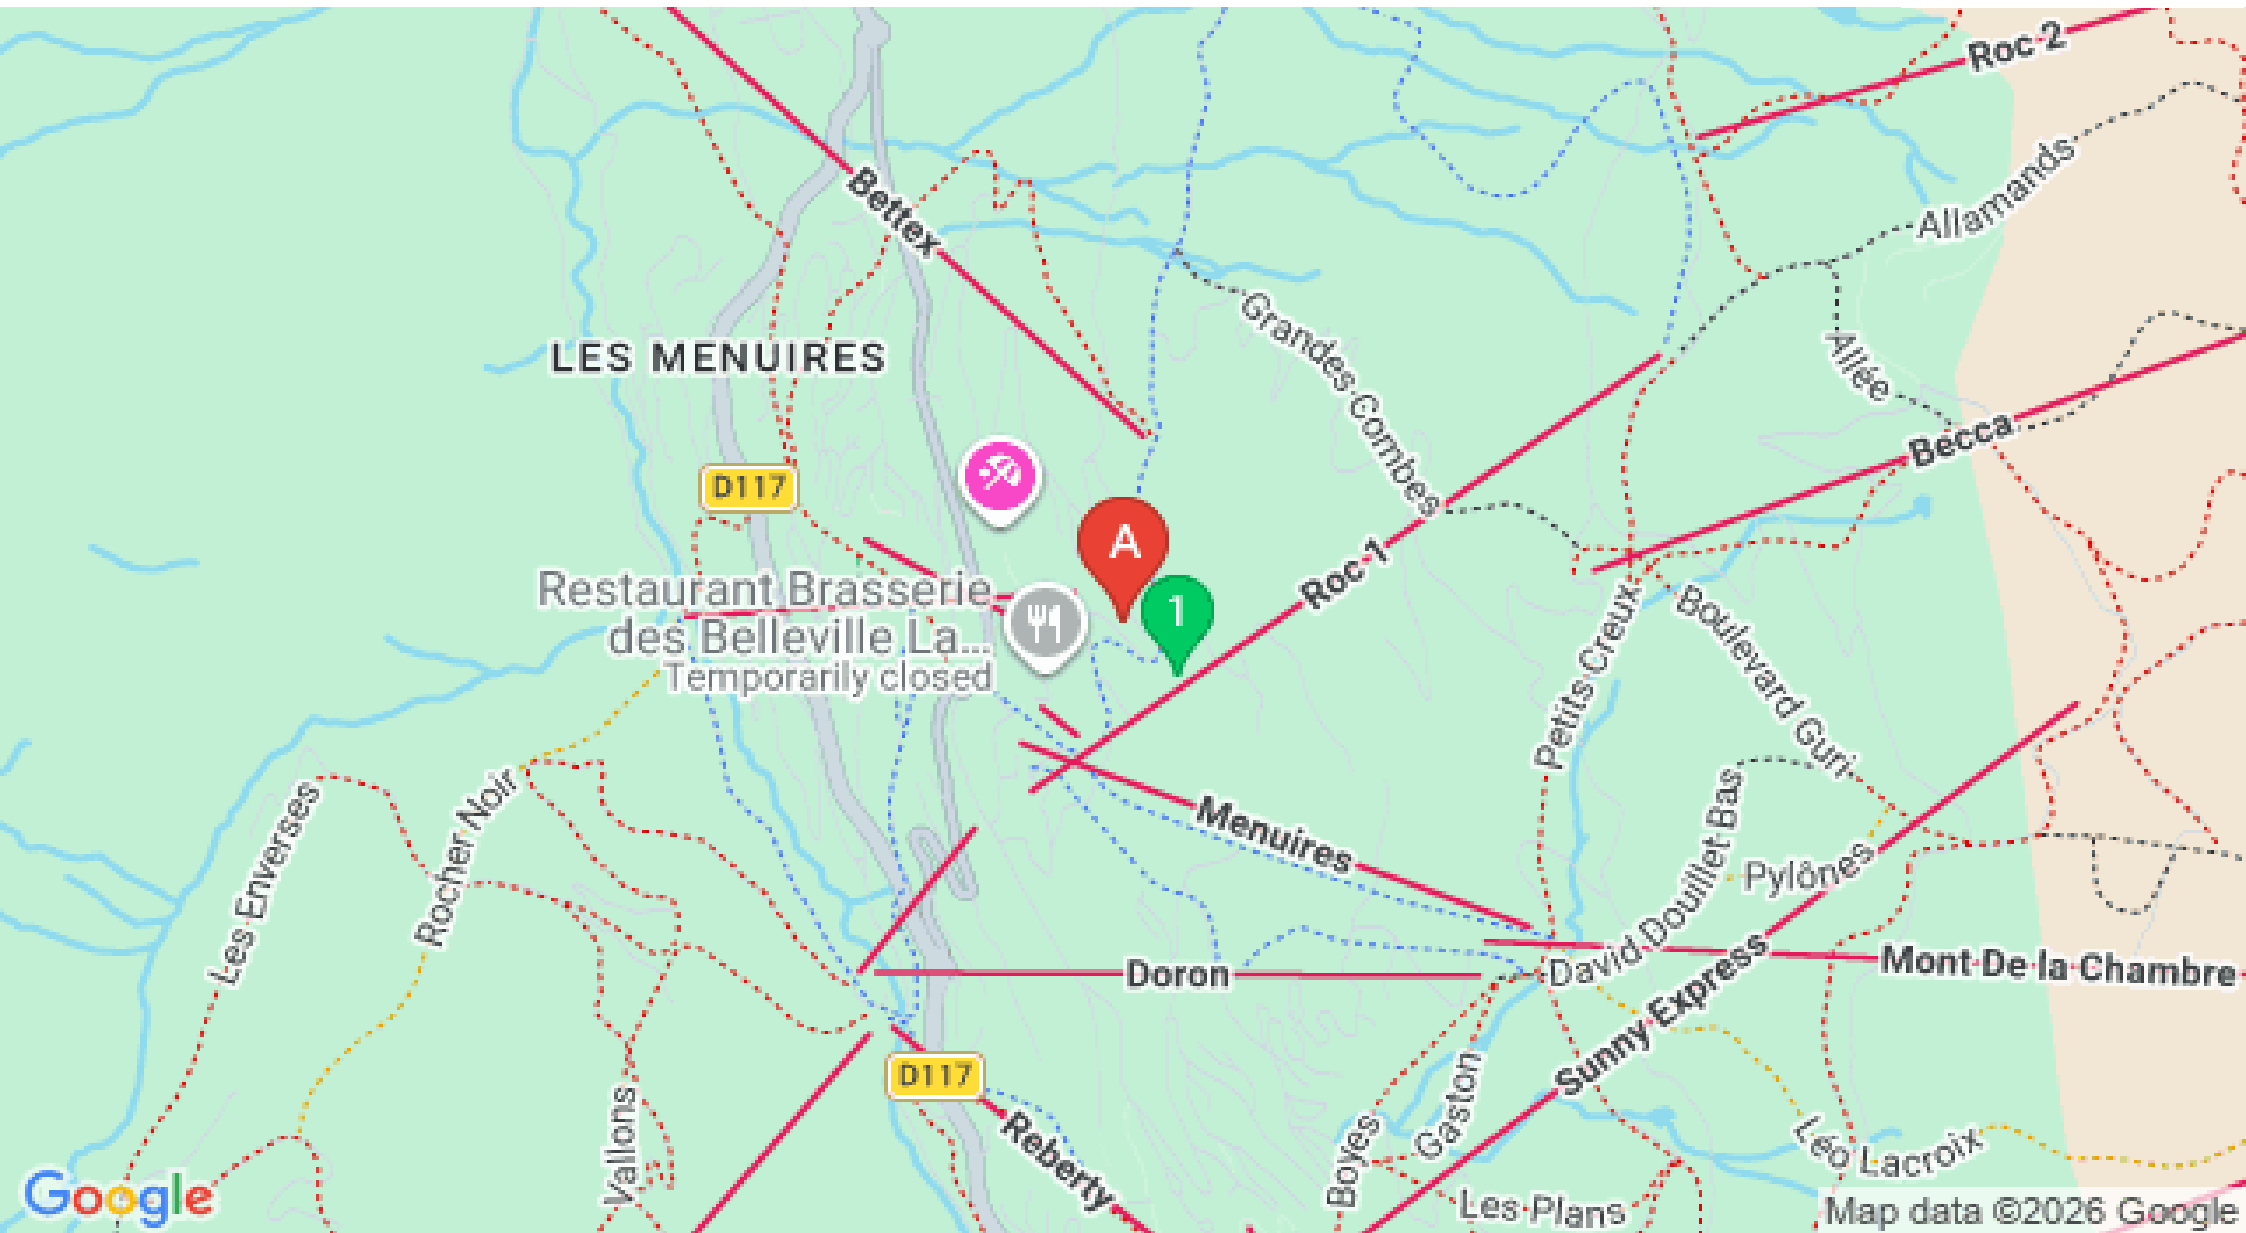 Roc 2
Allamands
Bettex
Grandes Combes
LES MENUIRES
Allée
Becca
D117
A
Roc 1
1
Restaurant Brasserie
des Belleville La...
Temporarily closed
Petits Creux
Boulevard Guri
Les Enverses
Rocher Noir
Menuires
David Douillet Bas
Pylônes
Doron
Mont De la Chambre
Sunny Express
D117
Vallons
Reberty
Boyes
Gaston
Léo Lacroix
Les Plans
Google
Map data ©2026 Google